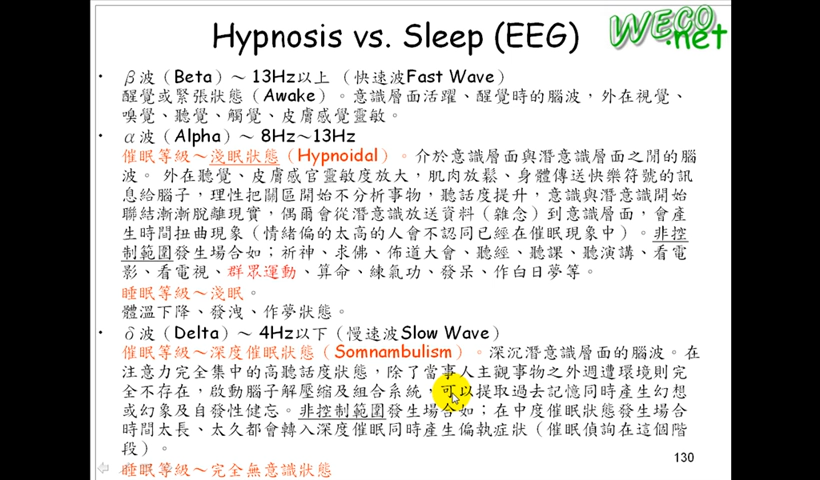 Hypnosis vs. Sleep (EEG)
WECO.net
• β波（Beta）～ 13Hz以上 （快速波Fast Wave）
醒覺或緊張狀態（Awake）。意識層面活躍、醒覺時的腦波，外在視覺、
嗅覺、聽覺、觸覺、皮膚感覺靈敏。
• α波（Alpha）～ 8Hz～13Hz
催眠等級～淺眠狀態（Hypnoidal）。介於意識層面與潛意識層面之間的腦
波。 外在聽覺、皮膚感官靈敏度放大，肌肉放鬆、身體傳送快樂符號的訊
息給腦子，理性把關區開始不分析事物，聽話度提升，意識與潛意識開始
聯結漸漸脫離現實，偶爾會從潛意識放送資料（雜念）到意識層面，會產
生時間扭曲現象（情緒偏的太高的人會不認同已經在催眠現象中）。非控
制範圍發生場合如；祈神、求佛、佈道大會、聽經、聽課、聽演講、看電
影、看電視、群眾運動、算命、練氣功、發呆、作白日夢等。
睡眠等級～淺眠。
體溫下降、發洩、作夢狀態。
• δ波（Delta）～ 4Hz以下（慢速波Slow Wave）
催眠等級～深度催眠狀態（Somnambulism）。深沉潛意識層面的腦波。在
注意力完全集中的高聽話度狀態，除了當事人主觀事物之外週遭環境則完
全不存在，啟動腦子解壓縮及組合系統，可以提取過去記憶同時產生幻想
或幻象及自發性健忘。非控制範圍發生場合如；在中度催眠狀態發生場合
時間太長、太久都會轉入深度催眠同時產生偏執症狀（催眠偵詢在這個階
段）。
睡眠等級～完全無意識狀態
130